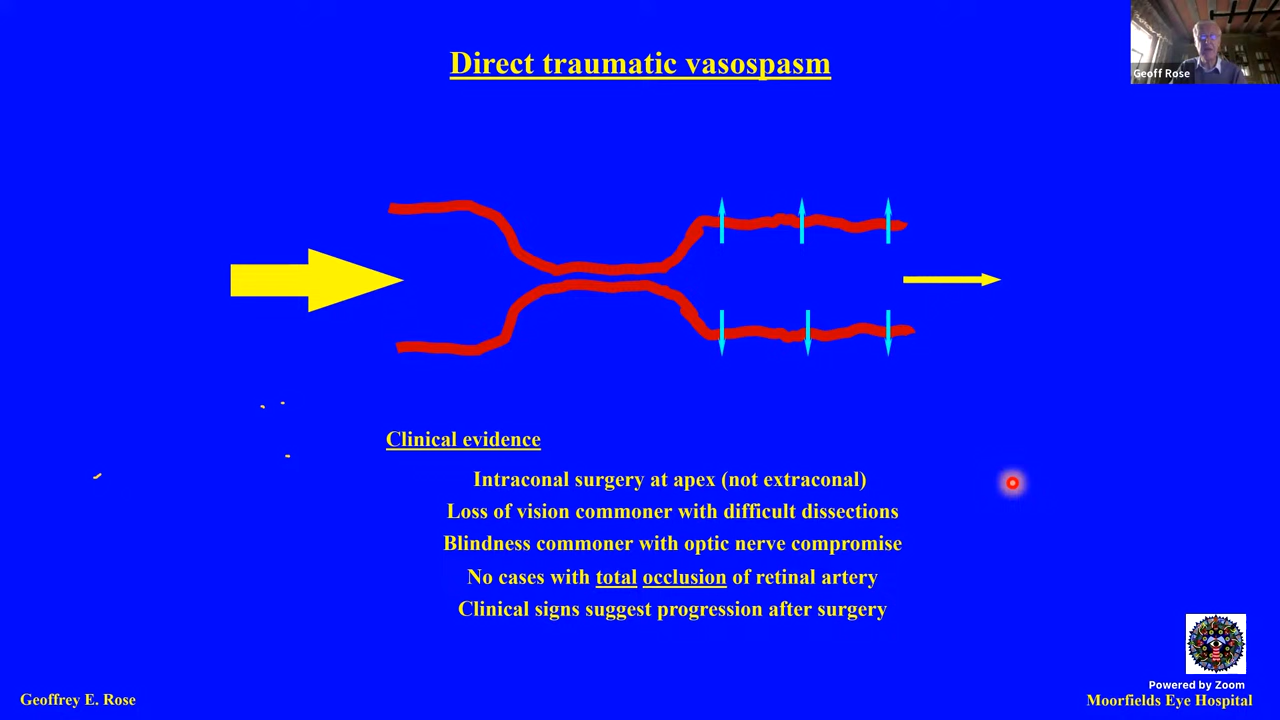 Direct traumatic vasospasm
Geoff Rose
Clinical evidence
Intraconal surgery at apex (not extraconal)
Loss of vision commoner with difficult dissections
Blindness commoner with optic nerve compromise
No cases with total occlusion of retinal artery
Clinical signs suggest progression after surgery
Powered by Zoom
Geoffrey E. Rose
Moorfields Eye Hospital